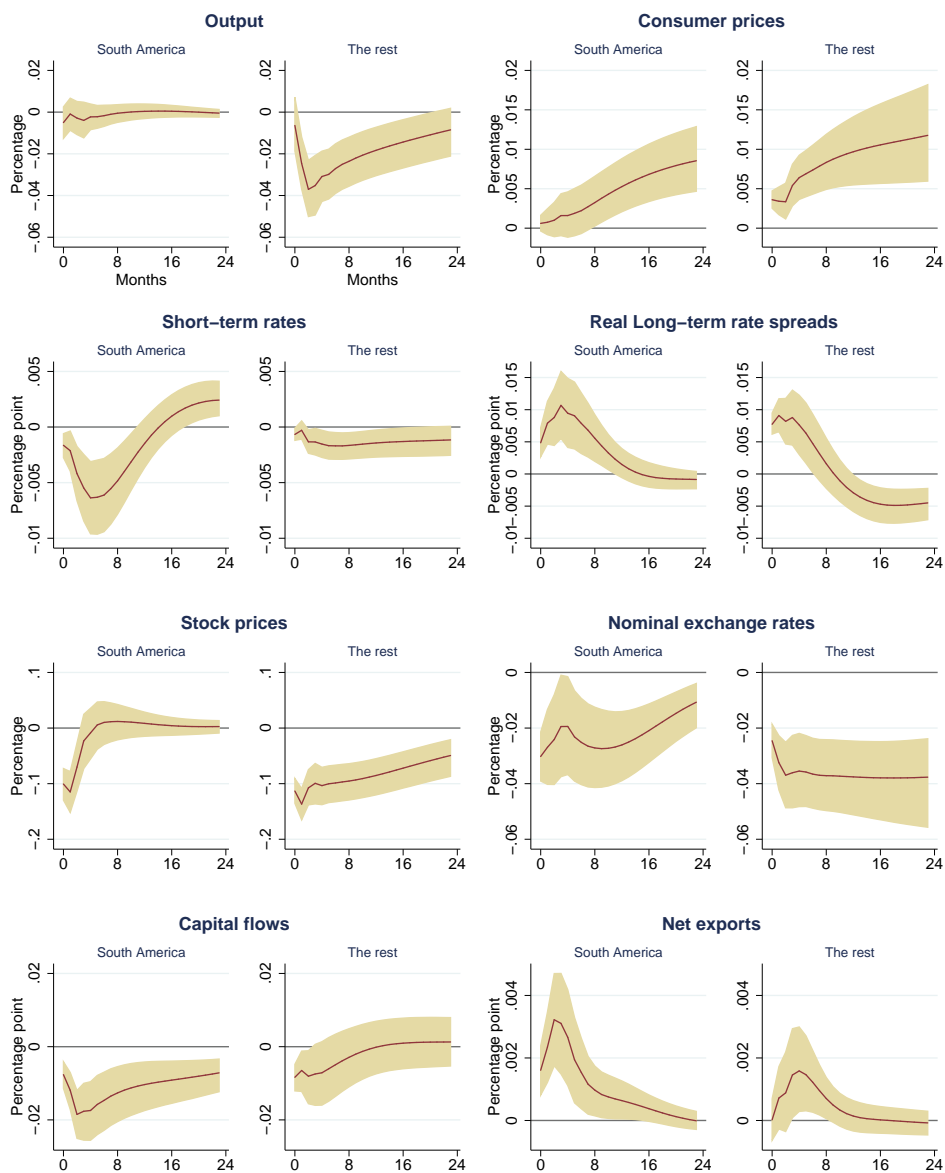 Output
South America
The rest
Percentage
.02
0
-.02
-.04
-.06
0 8 16 24
Months
.02
0
-.02
-.04
-.06
0 8 16 24
Months
Consumer prices
South America
The rest
Percentage
.02
.015
.01
.005
0
0 8 16 24
.02
.015
.01
.005
0
0 8 16 24
Short-term rates
South America
The rest
Percentage point
.005
0
-.005
-.01
0 8 16 24
.005
0
-.005
-.01
0 8 16 24
Real Long-term rate spreads
South America
The rest
Percentage point
.015
.01
.005
0
-.005
-.01
0 8 16 24
.015
.01
.005
0
-.005
-.01
0 8 16 24
Stock prices
South America
The rest
Percentage
.1
0
-.1
-.2
0 8 16 24
.1
0
-.1
-.2
0 8 16 24
Nominal exchange rates
South America
The rest
Percentage
0
-.02
-.04
-.06
0 8 16 24
0
-.02
-.04
-.06
0 8 16 24
Capital flows
South America
The rest
Percentage point
.02
0
-.02
0 8 16 24
.02
0
-.02
0 8 16 24
Net exports
South America
The rest
Percentage point
.004
.002
0
0 8 16 24
.004
.002
0
0 8 16 24